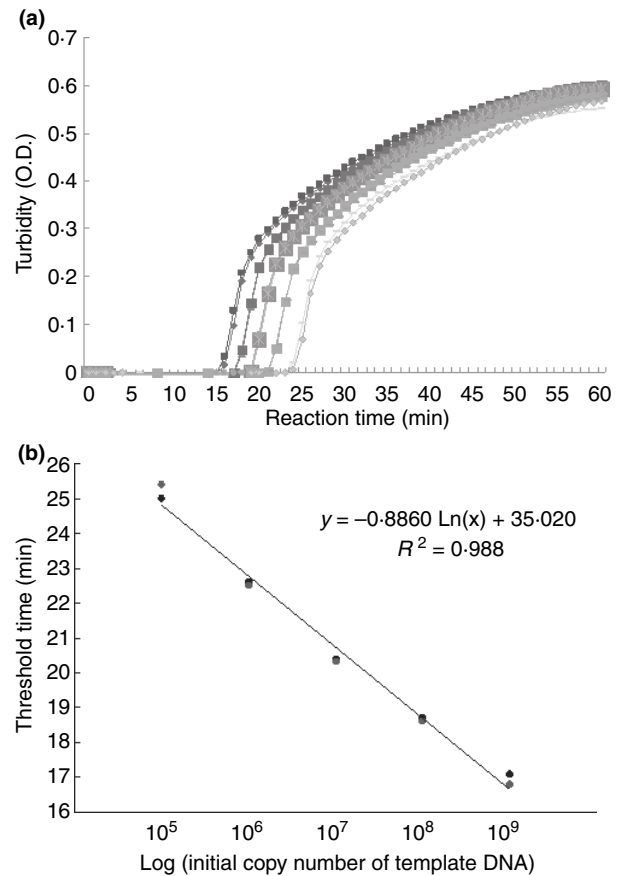 (a)
0·7
0·6
0·5
0·4
0·3
0·2
0·1
0
Turbidity (O.D.)
0 5 10 15 20 25 30 35 40 45 50 55 60
Reaction time (min)
(b)
26
25
24
23
22
21
20
19
18
17
16
Threshold time (min)
y = –0·8860 Ln(x) + 35·020
R² = 0·988
10⁵ 10⁶ 10⁷ 10⁸ 10⁹
Log (initial copy number of template DNA)